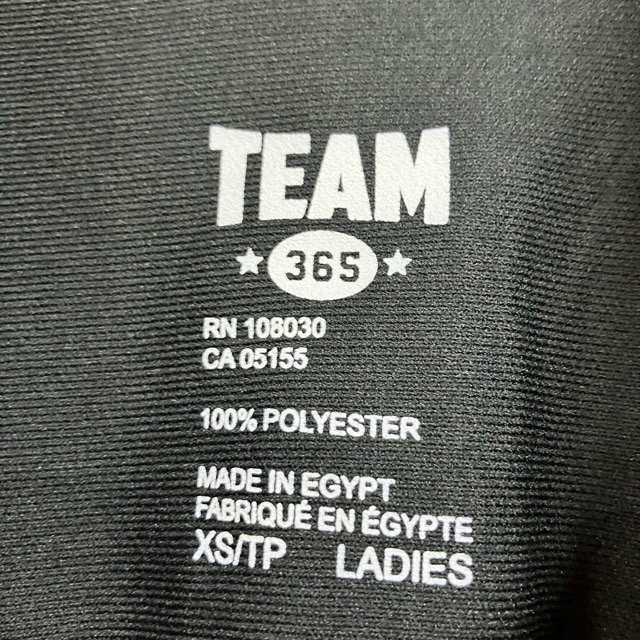 TEAM
365
RN 108030
CA 05155
100% POLYESTER
MADE IN EGYPT
FABRIQUÉ EN ÉGYPTE
XS/TP LADIES